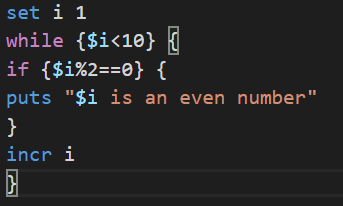 set i 1
while {$i<10} {
if {$i%2==0} {
puts "$i is an even number"
}
incr i
}